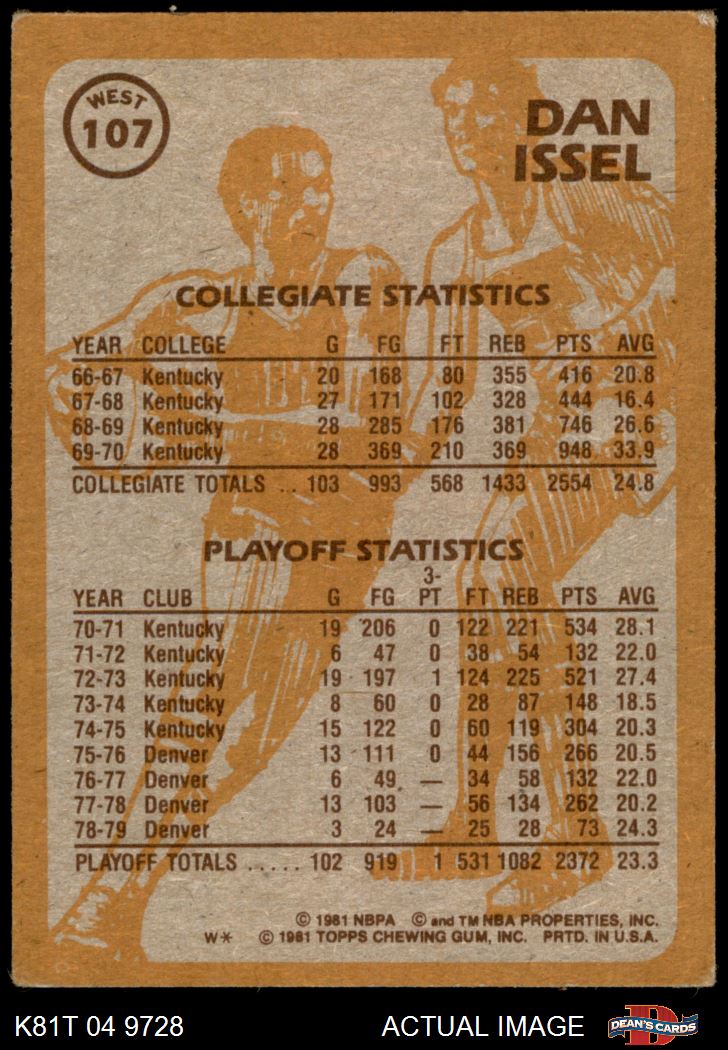 WEST
107
DAN
ISSEL
COLLEGIATE STATISTICS
YEAR COLLEGE G FG FT REB PTS AVG
66-67 Kentucky 20 168 80 355 416 20.8
67-68 Kentucky 27 171 102 328 444 16.4
68-69 Kentucky 28 285 176 381 746 26.6
69-70 Kentucky 28 369 210 369 948 33.9
COLLEGIATE TOTALS .. 103 993 568 1433 2554 24.8
PLAYOFF STATISTICS
3-
YEAR CLUB G FG PT FT REB PTS AVG
70-71 Kentucky 19 206 0 122 221 534 28.1
71-72 Kentucky 6 47 0 38 54 132 22.0
72-73 Kentucky 19 197 1 124 225 521 27.4
73-74 Kentucky 8 60 0 28 87 148 18.5
74-75 Kentucky 15 122 0 60 119 304 20.3
75-76 Denver 13 111 0 44 156 266 20.5
76-77 Denver 6 49 — 34 58 132 22.0
77-78 Denver 13 103 — 56 134 262 20.2
78-79 Denver 3 24 — 25 28 73 24.3
PLAYOFF TOTALS ..... 102 919 1 531 1082 2372 23.3
© 1981 NBPA © and TM NBA PROPERTIES, INC.
W* © 1981 TOPPS CHEWING GUM, INC. PRTD. IN U.S.A.
K81T 04 9728 ACTUAL IMAGE DEAN'S CARDS